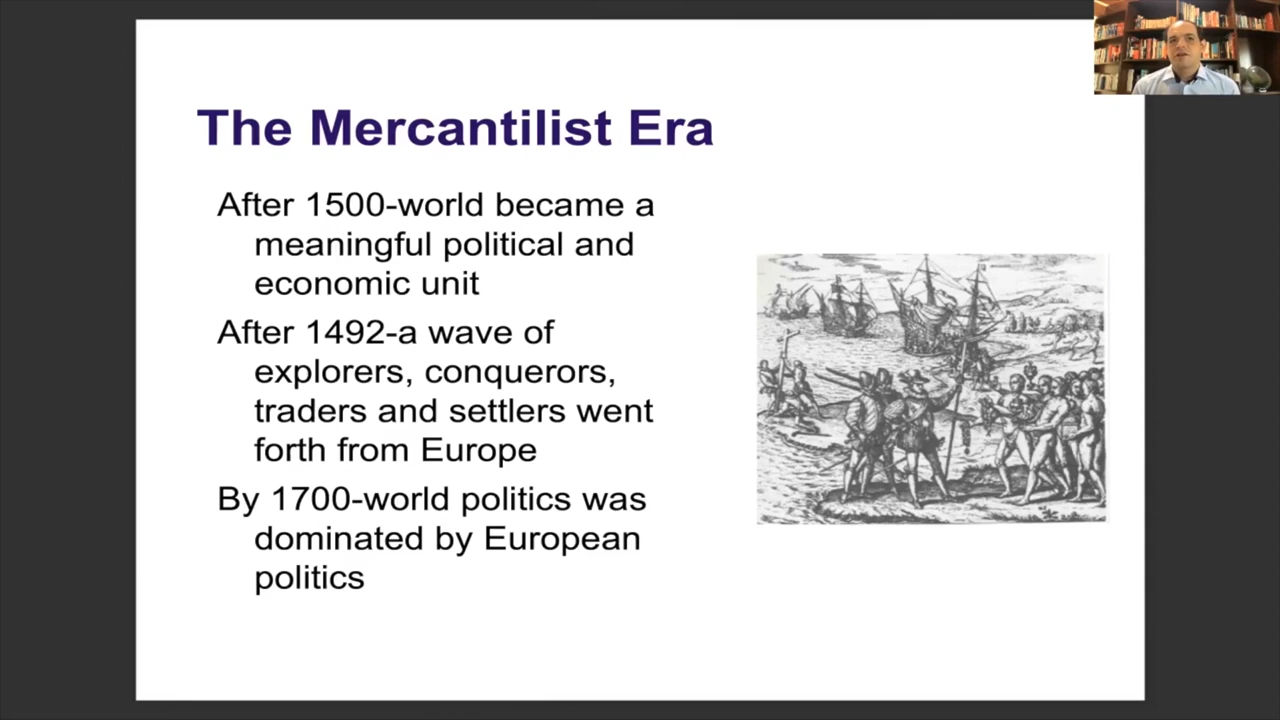 The Mercantilist Era
After 1500-world became a
meaningful political and
economic unit
After 1492-a wave of
explorers, conquerors,
traders and settlers went
forth from Europe
By 1700-world politics was
dominated by European
politics